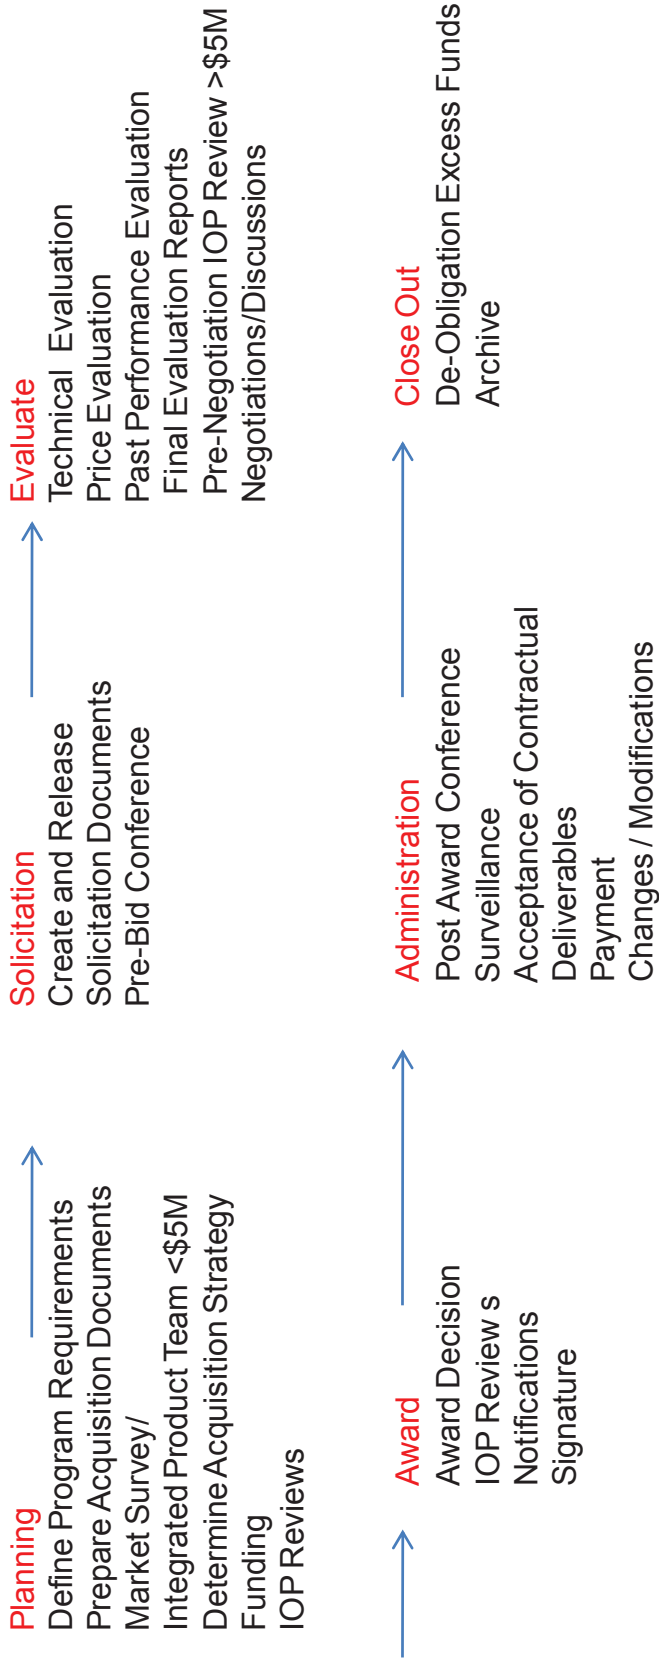 Planning
Define Program Requirements
Prepare Acquisition Documents
Market Survey/
Integrated Product Team <$5M
Determine Acquisition Strategy
Funding
IOP Reviews
Solicitation
Create and Release
Solicitation Documents
Pre-Bid Conference
Evaluate
Technical Evaluation
Price Evaluation
Past Performance Evaluation
Final Evaluation Reports
Pre-Negotiation IOP Review >$5M
Negotiations/Discussions
Award
Award Decision
IOP Review s
Notifications
Signature
Administration
Post Award Conference
Surveillance
Acceptance of Contractual
Deliverables
Payment
Changes / Modifications
Close Out
De-Obligation Excess Funds
Archive